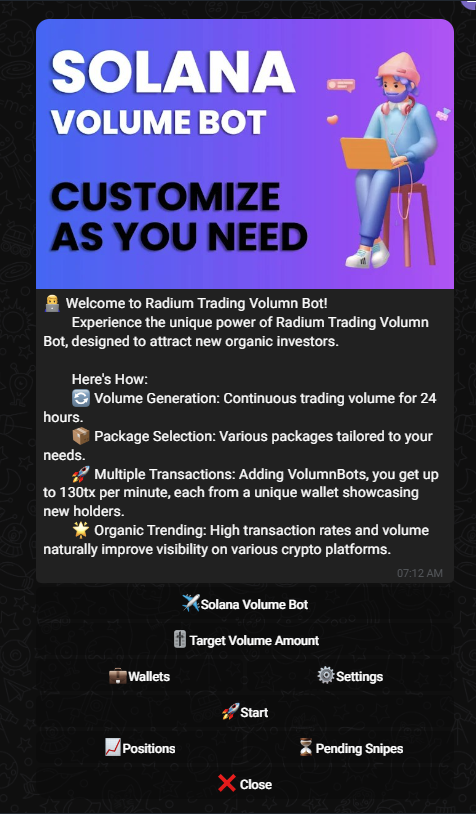 SOLANA
VOLUME BOT
CUSTOMIZE
AS YOU NEED
Welcome to Radium Trading Volumn Bot!
Experience the unique power of Radium Trading Volumn
Bot, designed to attract new organic investors.
Here's How:
Volume Generation: Continuous trading volume for 24
hours.
Package Selection: Various packages tailored to your
needs.
Multiple Transactions: Adding VolumnBots, you get up
to 130tx per minute, each from a unique wallet showcasing
new holders.
Organic Trending: High transaction rates and volume
naturally improve visibility on various crypto platforms.
07:12 AM
Solana Volume Bot
Target Volume Amount
Wallets
Settings
Start
Positions
Pending Snipes
Close